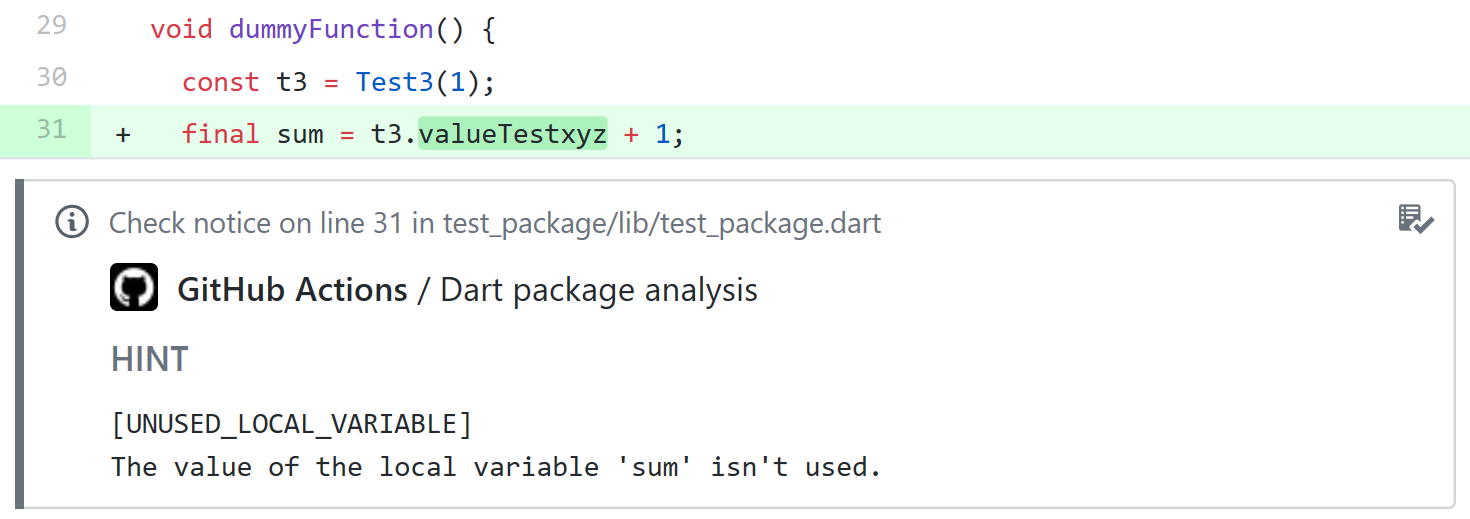 29 void dummyFunction() {
30 const t3 = Test3(1);
31 + final sum = t3.valueTestxyz + 1;
Check notice on line 31 in test_package/lib/test_package.dart
GitHub Actions / Dart package analysis
HINT
[UNUSED_LOCAL_VARIABLE]
The value of the local variable 'sum' isn't used.